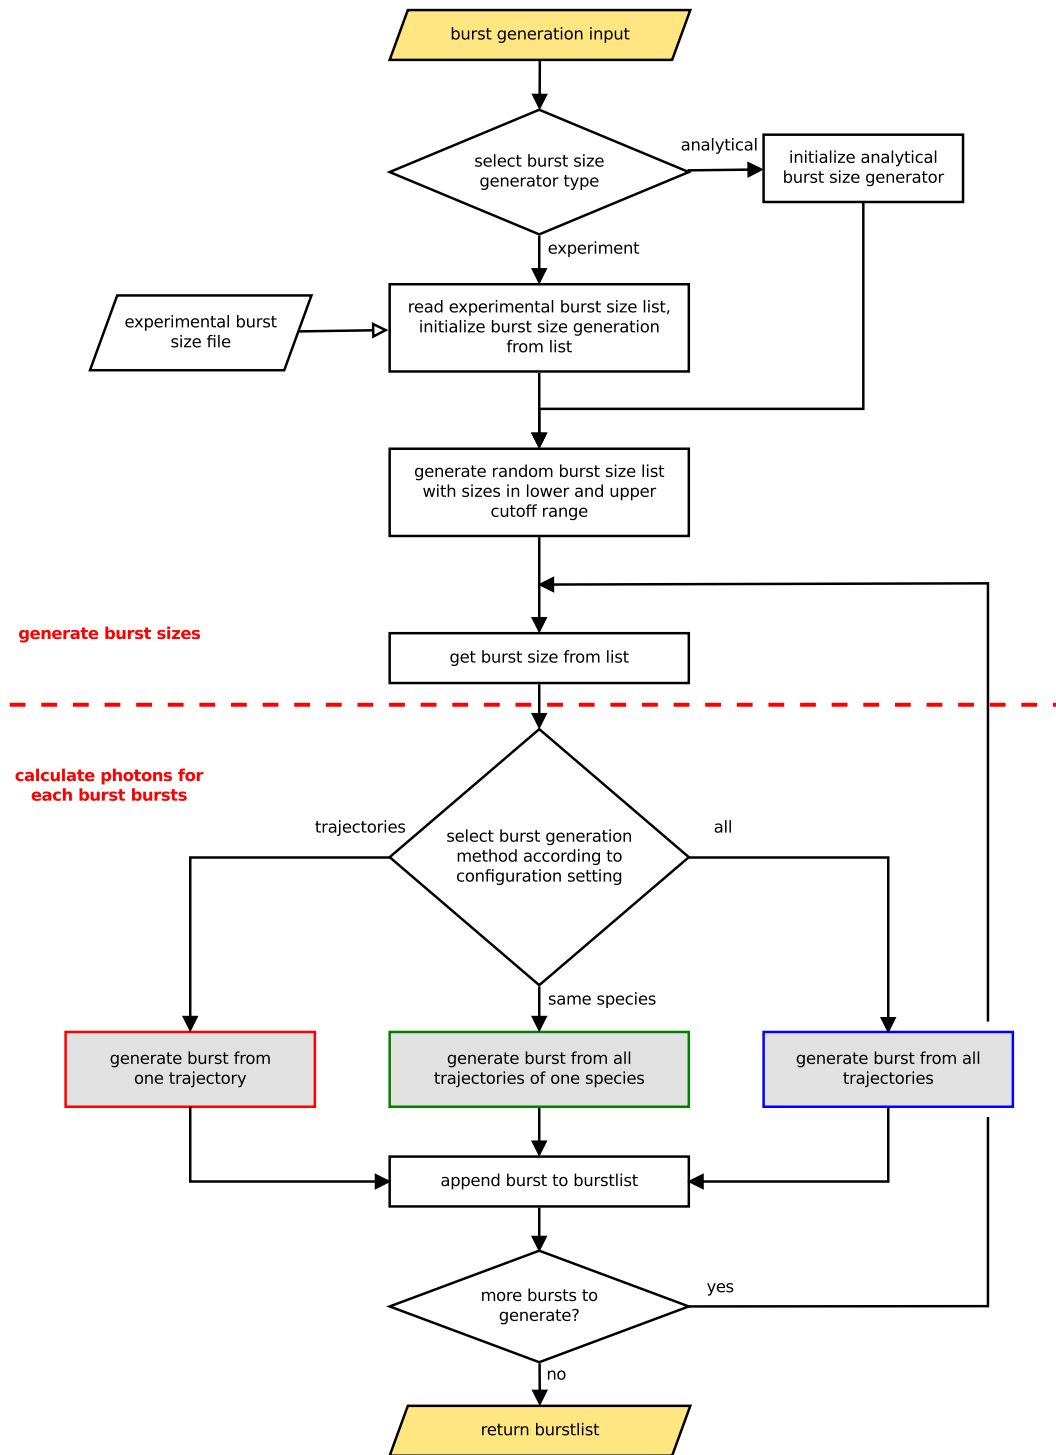 burst generation input
select burst size
generator type
analytical
initialize analytical
burst size generator
experiment
experimental burst
size file
read experimental burst size list,
initialize burst size generation
from list
generate random burst size list
with sizes in lower and upper
cutoff range
generate burst sizes
get burst size from list
calculate photons for
each burst bursts
trajectories
select burst generation
method according to
configuration setting
all
same species
generate burst from
one trajectory
generate burst from all
trajectories of one species
generate burst from all
trajectories
append burst to burstlist
more bursts to
generate?
yes
no
return burstlist